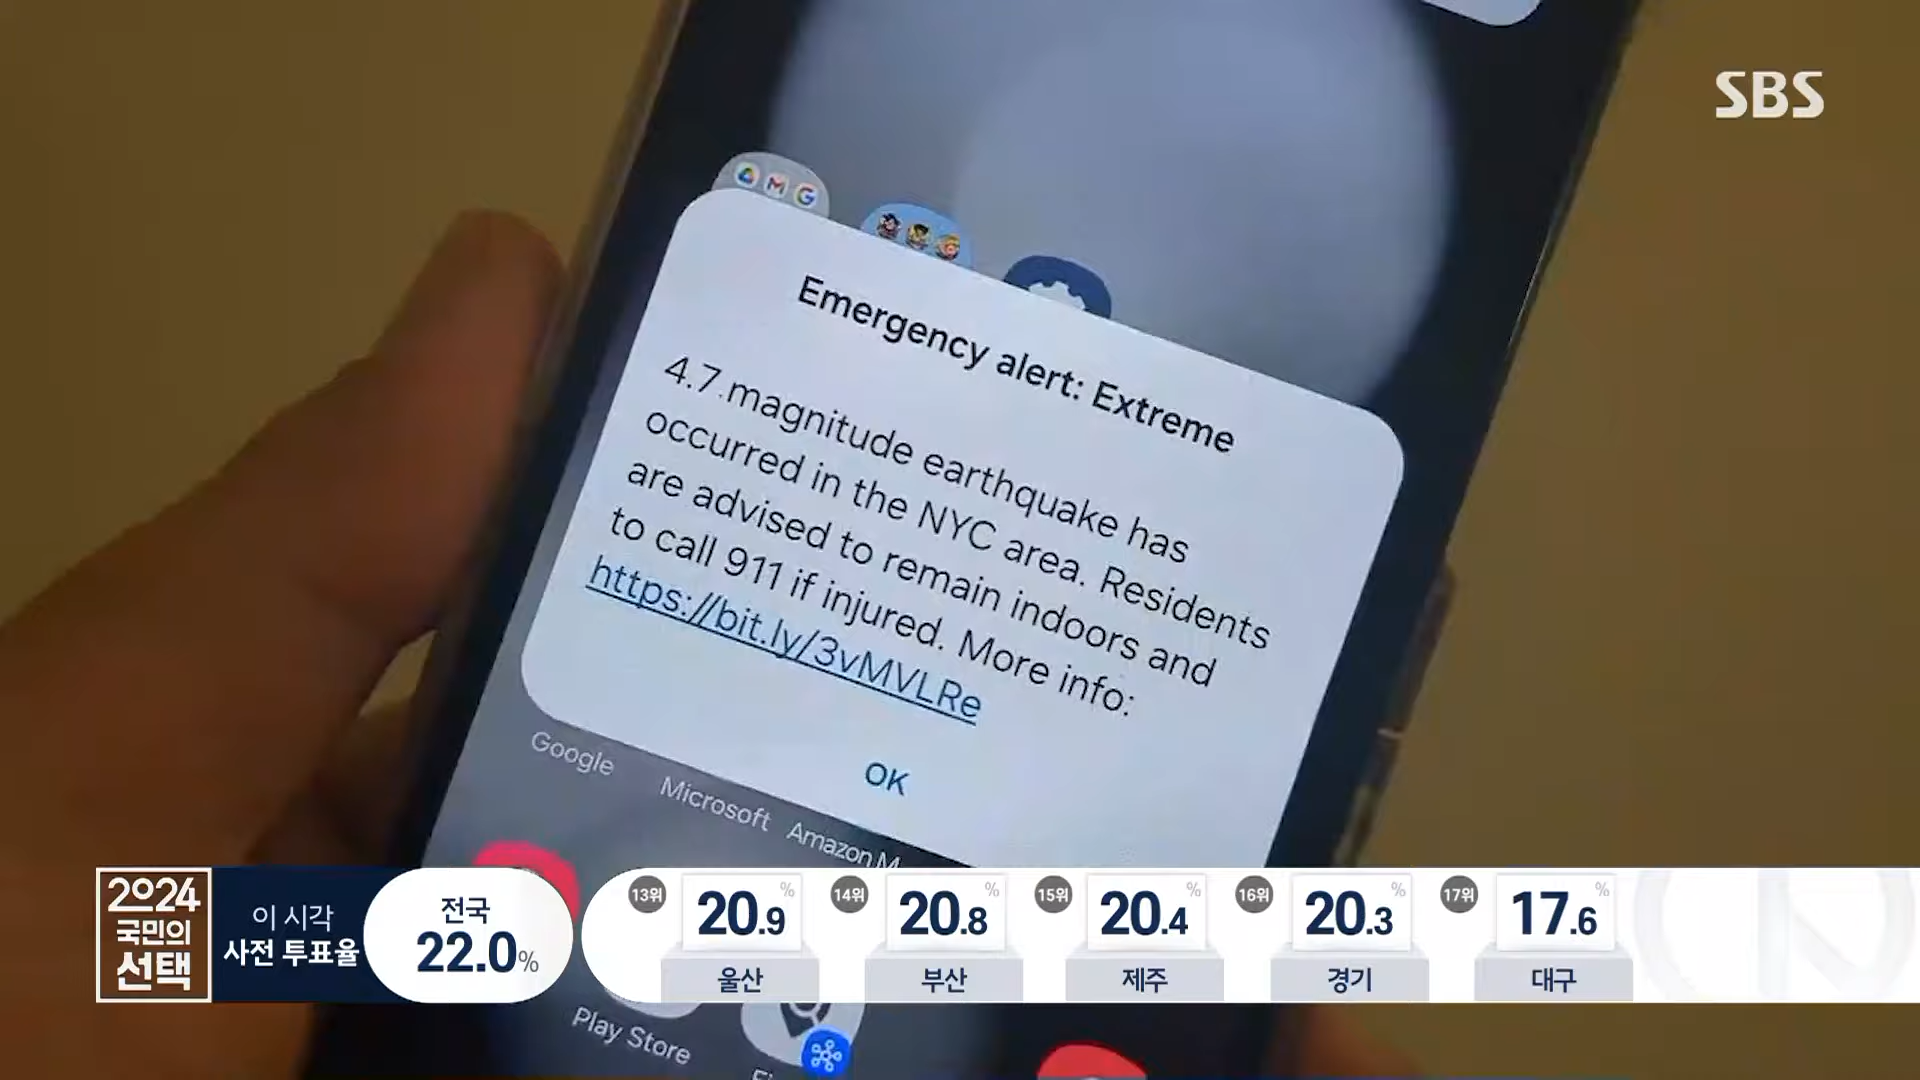 SBS
Emergency alert: Extreme
4.7 magnitude earthquake has
occurred in the NYC area. Residents
are advised to remain indoors and
to call 911 if injured. More info:
https://bit.ly/3vMVLRe
OK
Google
Microsoft
Amazon M
2024
국민의
선택
이 시각
사전 투표율
전국
22.0%
13위
20.9%
울산
14위
20.8%
부산
15위
20.4%
제주
16위
20.3%
경기
17위
17.6%
대구
Play Store